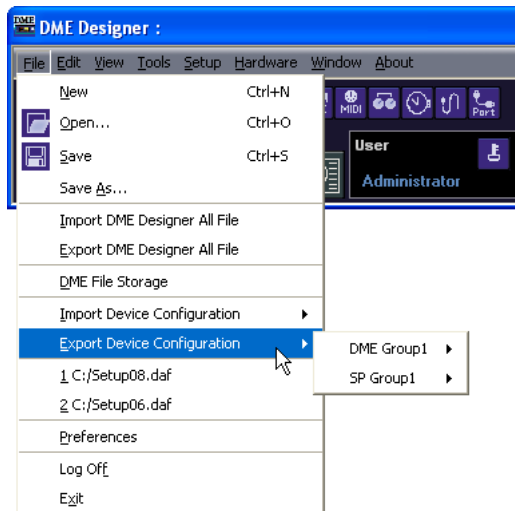 DME DME Designer :
File Edit View Tools Setup Hardware Window About
New Ctrl+N
MIDI Port
Open... Ctrl+O
Save Ctrl+S
User
Save As...
Administrator
Import DME Designer All File
Export DME Designer All File
DME File Storage
Import Device Configuration
Export Device Configuration
DME Group1
SP Group1
1 C:/Setup08.daf
2 C:/Setup06.daf
Preferences
Log Off
Exit